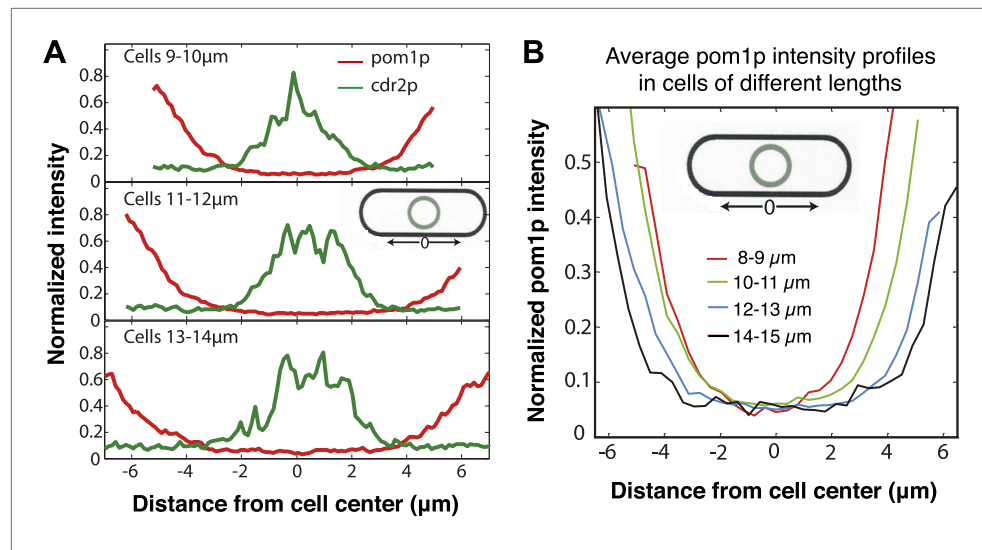 A
Cells 9-10µm
pom1p
cdr2p
0.8
0.6
0.4
0.2
0
Cells 11-12µm
0.8
0.6
0.4
0.2
0
0
Cells 13-14µm
0.8
0.6
0.4
0.2
0
-6 -4 -2 0 2 4 6
Normalized intensity
Distance from cell center (µm)
B
Average pom1p intensity profiles
in cells of different lengths
0.5
0.4
0.3
0.2
0.1
0
0
8-9 µm
10-11 µm
12-13 µm
14-15 µm
-6 -4 -2 0 2 4 6
Normalized pom1p intensity
Distance from cell center (µm)